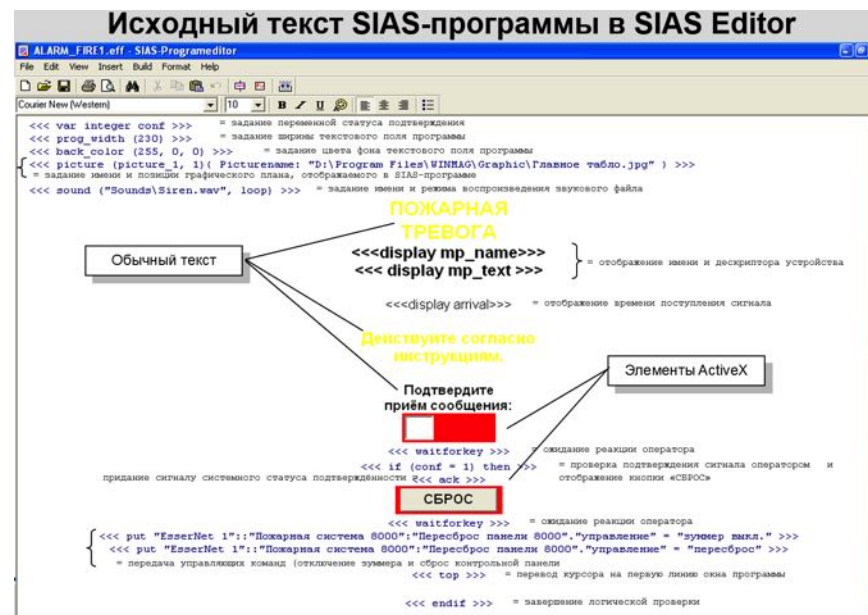 Исходный текст SIAS-программы в SIAS Editor
ALARM_FIRE1.eff - SIAS-Programeditor
File Edit View Insert Build Format Help
Courier New (Western) 10 B / U
<<< var integer conf >>> = задание переменной статуса подтверждения
<<< prog_width (230) >>> = задание ширины текстового поля программы
<<< back_color (255, 0, 0) >>> = задание цвета фона текстового поля программы
<<< picture (picture_1, 1)( Picturename: "D:\Program Files\WINMAG\Graphic\Главное табло.jpg" ) >>>
= задание имени и позиции графического плана, отображаемого в SIAS-программе
<<< sound ("Sounds\Siren.wav", loop) >>> = задание имени и режима воспроизведения звукового файла
ПОЖАРНАЯ
ТРЕВОГА
Обычный текст
<<<display mp_name>>>
<<< display mp_text >>>
= отображение имени и дескриптора устройства
<<<display arrival>>> = отображение времени поступления сигнала
Действуйте согласно
инструкциям.
Элементы ActiveX
Подтвердите
приём сообщения:
<<< waitforkey >>> = ожидание реакции оператора
<<< if (conf = 1) then >>> = проверка подтверждения сигнала оператором и
отображение кнопки «СБРОС»
придание сигналу системного статуса подтверждённости <<< ack >>>
СБРОС
<<< waitforkey >>> = ожидание реакции оператора
<<< put "EsserNet 1"::"Пожарная система 8000":"Пересброс панели 8000"."управление" = "зуммер выкл." >>>
<<< put "EsserNet 1"::"Пожарная система 8000":"Пересброс панели 8000"."управление" = "пересброс" >>>
= передача управляющих команд (отключение зуммера и сброс контрольной панели
<<< top >>> = перевод курсора на первую линию окна программы
<<< endif >>> = завершение логической проверки